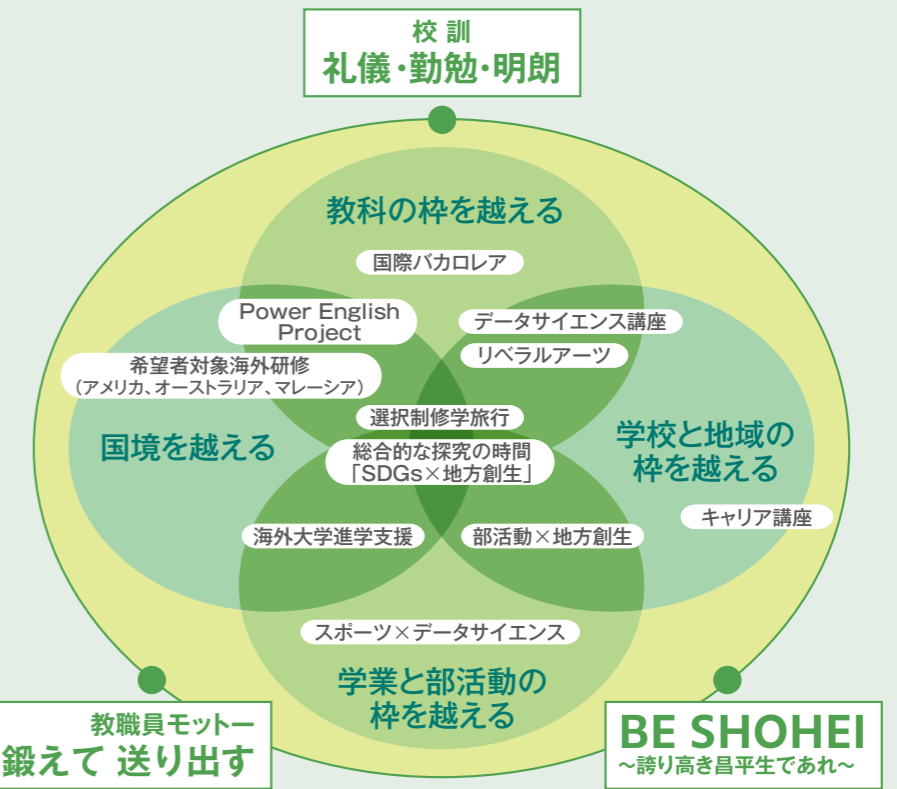 校訓
礼儀・勤勉・明朗
教科の枠を越える
国際バカロレア
Power English
Project
データサイエンス講座
リベラルアーツ
希望者対象海外研修
（アメリカ、オーストラリア、マレーシア）
選択制修学旅行
国境を越える
学校と地域の
枠を越える
総合的な探究の時間
「SDGs×地方創生」
キャリア講座
海外大学進学支援
部活動×地方創生
スポーツ×データサイエンス
学業と部活動の
枠を越える
教職員モットー
鍛えて 送り出す
BE SHOHEI
～誇り高き昌平生であれ～